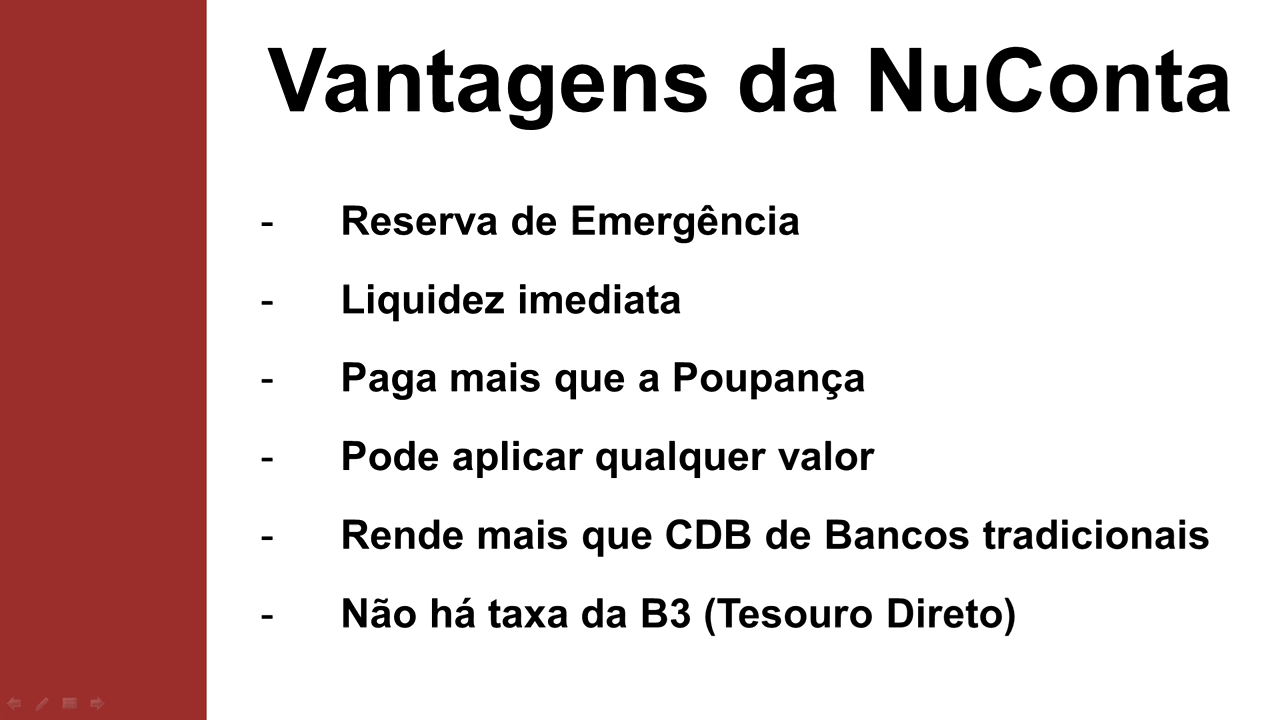 Vantagens da NuConta
- Reserva de Emergência
- Liquidez imediata
- Paga mais que a Poupança
- Pode aplicar qualquer valor
- Rende mais que CDB de Bancos tradicionais
- Não há taxa da B3 (Tesouro Direto)